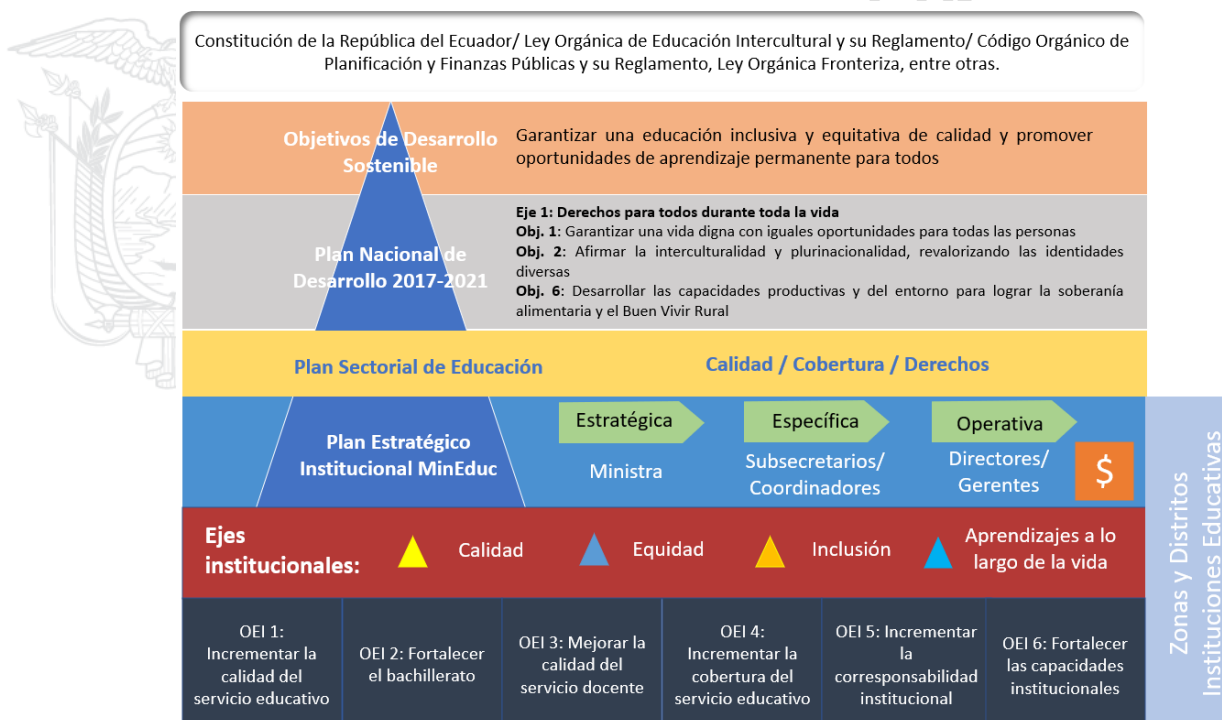 Constitución de la República del Ecuador/ Ley Orgánica de Educación Intercultural y su Reglamento/ Código Orgánico de
Planificación y Finanzas Públicas y su Reglamento, Ley Orgánica Fronteriza, entre otras.
Objetivos de Desarrollo
Sostenible
Garantizar una educación inclusiva y equitativa de calidad y promover
oportunidades de aprendizaje permanente para todos
Plan Nacional de
Desarrollo 2017-2021
Eje 1: Derechos para todos durante toda la vida
Obj. 1: Garantizar una vida digna con iguales oportunidades para todas las personas
Obj. 2: Afirmar la interculturalidad y plurinacionalidad, revalorizando las identidades
diversas
Obj. 6: Desarrollar las capacidades productivas y del entorno para lograr la soberanía
alimentaria y el Buen Vivir Rural
Plan Sectorial de Educación
Calidad / Cobertura / Derechos
Plan Estratégico
Institucional MinEduc
Estratégica
Ministra
Específica
Subsecretarios/
Coordinadores
Operativa
Directores/
Gerentes
$
Ejes
institucionales:
Calidad
Equidad
Inclusión
Aprendizajes a lo
largo de la vida
OEI 1:
Incrementar la
calidad del
servicio educativo
OEI 2: Fortalecer
el bachillerato
OEI 3: Mejorar la
calidad del
servicio docente
OEI 4:
Incrementar la
cobertura del
servicio educativo
OEI 5: Incrementar
la
corresponsabilidad
institucional
OEI 6: Fortalecer
las capacidades
institucionales
Zonas y Distritos
Instituciones Educativas